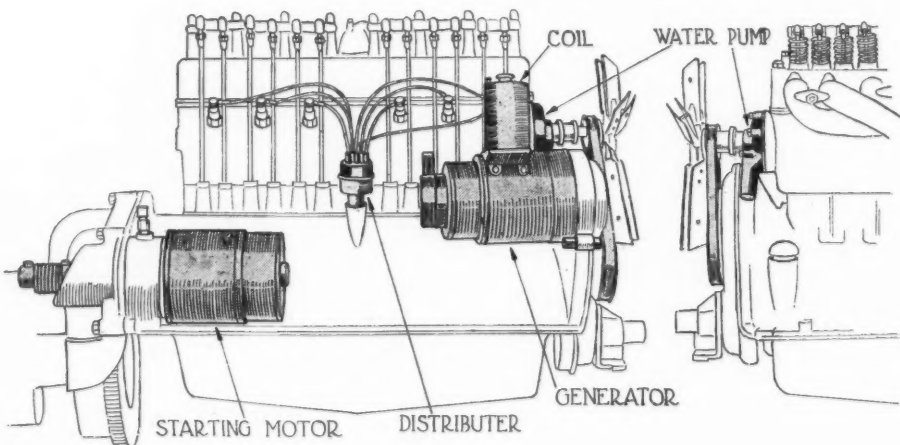 COIL
WATER PUMP
GENERATOR
DISTRIBUTER
STARTING MOTOR